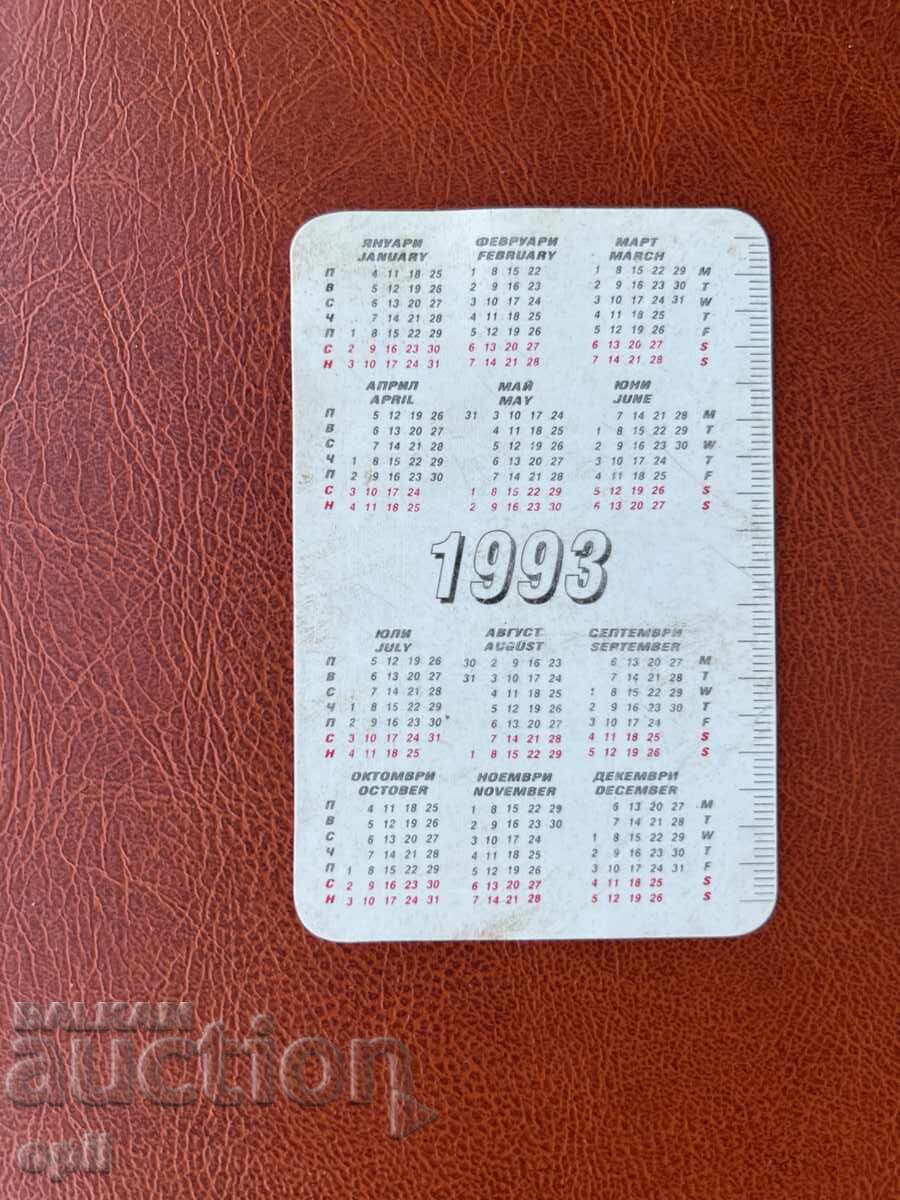 ЯНУАРИ ФЕВРУАРИ МАРТ
JANUARY FEBRUARY MARCH
П 4 11 18 25 1 8 15 22 1 8 15 22 29 M
В 5 12 19 26 2 9 16 23 2 9 16 23 30 T
С 6 13 20 27 3 10 17 24 3 10 17 24 31 W
Ч 7 14 21 28 4 11 18 25 4 11 18 25 T
П 1 8 15 22 29 5 12 19 26 5 12 19 26 F
С 2 9 16 23 30 6 13 20 27 6 13 20 27 S
Н 3 10 17 24 31 7 14 21 28 7 14 21 28 S
АПРИЛ МАЙ ЮНИ
APRIL MAY JUNE
П 5 12 19 26 31 3 10 17 24 7 14 21 28 M
В 6 13 20 27 4 11 18 25 1 8 15 22 29 T
С 7 14 21 28 5 12 19 26 2 9 16 23 30 W
Ч 1 8 15 22 29 6 13 20 27 3 10 17 24 T
П 2 9 16 23 30 7 14 21 28 4 11 18 25 F
С 3 10 17 24 1 8 15 22 29 5 12 19 26 S
Н 4 11 18 25 2 9 16 23 30 6 13 20 27 S
1993
ЮЛИ АВГУСТ СЕПТЕМВРИ
JULY AUGUST SEPTEMBER
П 5 12 19 26 30 2 9 16 23 6 13 20 27 M
В 6 13 20 27 31 3 10 17 24 7 14 21 28 T
С 7 14 21 28 4 11 18 25 1 8 15 22 29 W
Ч 1 8 15 22 29 5 12 19 26 2 9 16 23 30 T
П 2 9 16 23 30 6 13 20 27 3 10 17 24 F
С 3 10 17 24 31 7 14 21 28 4 11 18 25 S
Н 4 11 18 25 1 8 15 22 29 5 12 19 26 S
ОКТОМВРИ НОЕМВРИ ДЕКЕМВРИ
OCTOBER NOVEMBER DECEMBER
П 4 11 18 25 1 8 15 22 29 6 13 20 27 M
В 5 12 19 26 2 9 16 23 30 7 14 21 28 T
С 6 13 20 27 3 10 17 24 1 8 15 22 29 W
Ч 7 14 21 28 4 11 18 25 2 9 16 23 30 T
П 1 8 15 22 29 5 12 19 26 3 10 17 24 31 F
С 2 9 16 23 30 6 13 20 27 4 11 18 25 S
Н 3 10 17 24 31 7 14 21 28 5 12 19 26 S
BALKAN
auction
opii